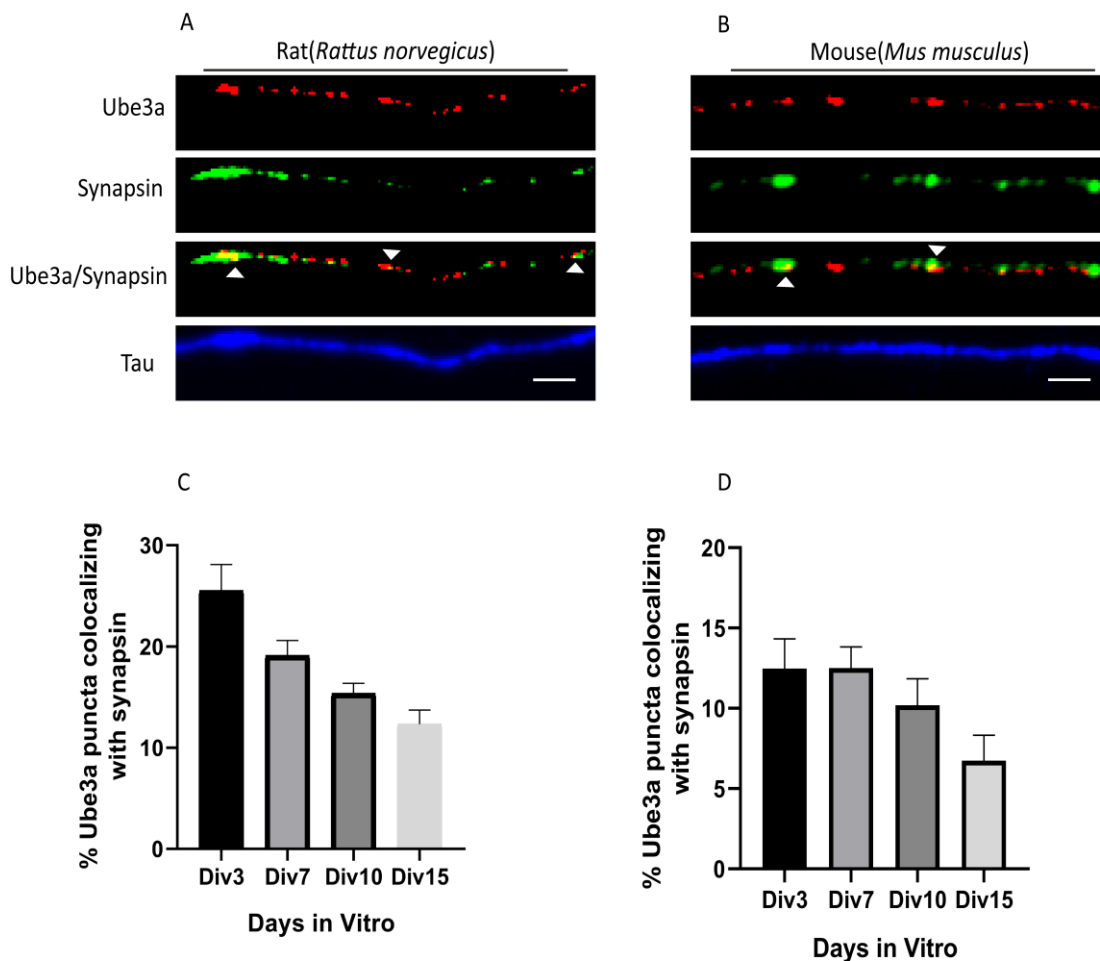 A
Rat(Rattus norvegicus)
B
Mouse(Mus musculus)
Ube3a
Synapsin
Ube3a/Synapsin
Tau
C
% Ube3a puncta colocalizing
with synapsin
30
20
10
0
Div3 Div7 Div10 Div15
Days in Vitro
D
% Ube3a puncta colocalizing
with synapsin
20
15
10
5
0
Div3 Div7 Div10 Div15
Days in Vitro